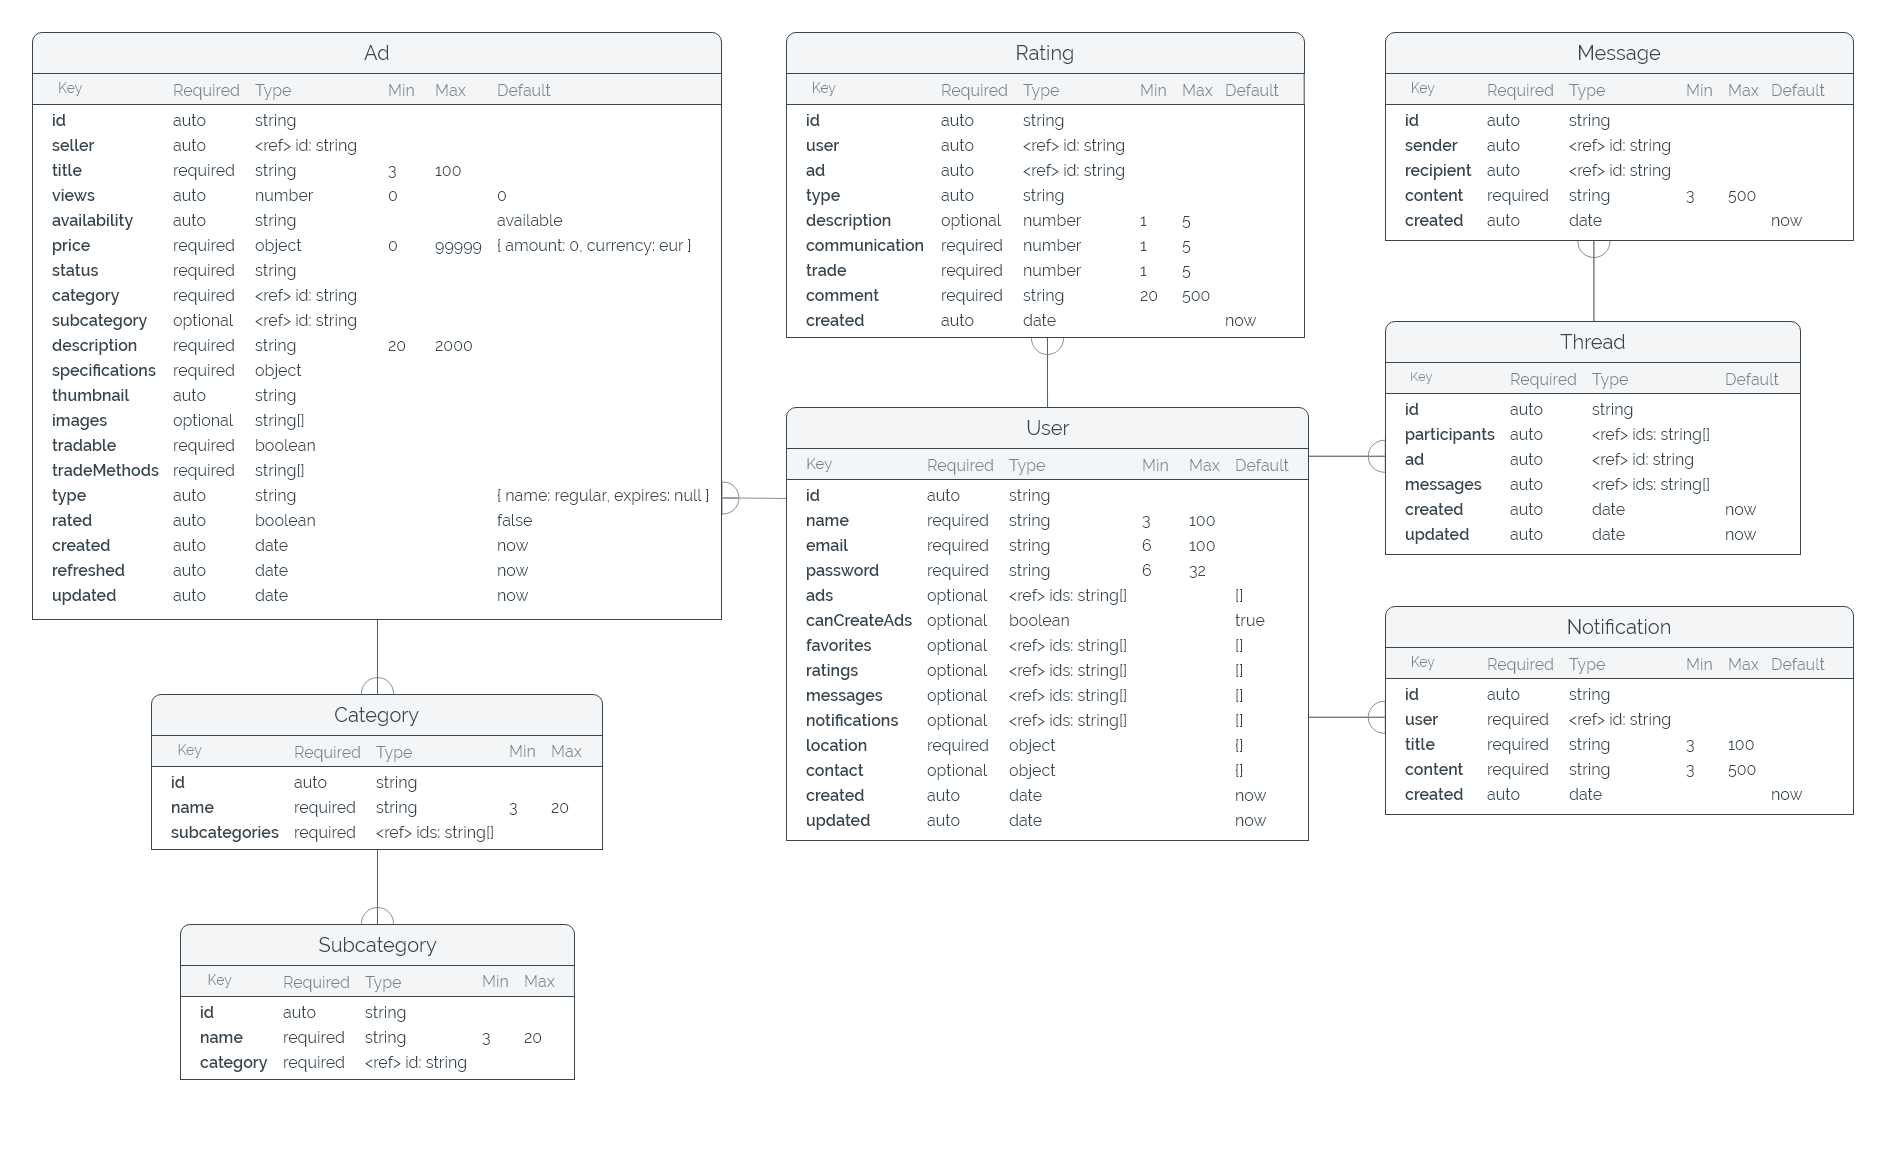 Ad
Key Required Type Min Max Default
id auto string
seller auto <ref> id: string
title required string 3 100
views auto number 0 0
availability auto string available
price required object 0 99999 { amount: 0, currency: eur }
status required string
category required <ref> id: string
subcategory optional <ref> id: string
description required string 20 2000
specifications required object
thumbnail auto string
images optional string[]
tradable required boolean
tradeMethods required string[]
type auto string { name: regular, expires: null }
rated auto boolean false
created auto date now
refreshed auto date now
updated auto date now
Category
Key Required Type Min Max
id auto string
name required string 3 20
subcategories required <ref> ids: string[]
Subcategory
Key Required Type Min Max
id auto string
name required string 3 20
category required <ref> id: string
Rating
Key Required Type Min Max Default
id auto string
user auto <ref> id: string
ad auto <ref> id: string
type auto string
description optional number 1 5
communication required number 1 5
trade required number 1 5
comment required string 20 500
created auto date now
User
Key Required Type Min Max Default
id auto string
name required string 3 100
email required string 6 100
password required string 6 32
ads optional <ref> ids: string[] []
canCreateAds optional boolean true
favorites optional <ref> ids: string[] []
ratings optional <ref> ids: string[] []
messages optional <ref> ids: string[] []
notifications optional <ref> ids: string[] []
location required object {}
contact optional object {}
created auto date now
updated auto date now
Message
Key Required Type Min Max Default
id auto string
sender auto <ref> id: string
recipient auto <ref> id: string
content required string 3 500
created auto date now
Thread
Key Required Type Default
id auto string
participants auto <ref> ids: string[]
ad auto <ref> id: string
messages auto <ref> ids: string[]
created auto date now
updated auto date now
Notification
Key Required Type Min Max Default
id auto string
user required <ref> id: string
title required string 3 100
content required string 3 500
created auto date now